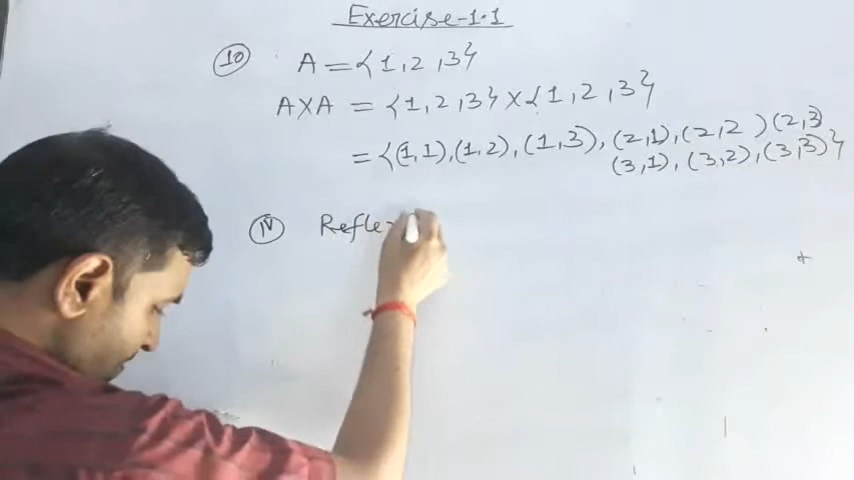 Exercise-1.1
(10) A = {1, 2, 3}
A×A = {1, 2, 3} × {1, 2, 3}
= {(1,1), (1,2), (1,3), (2,1), (2,2) (2,3)
(3,1), (3,2), (3,3)}
(IV) Refle